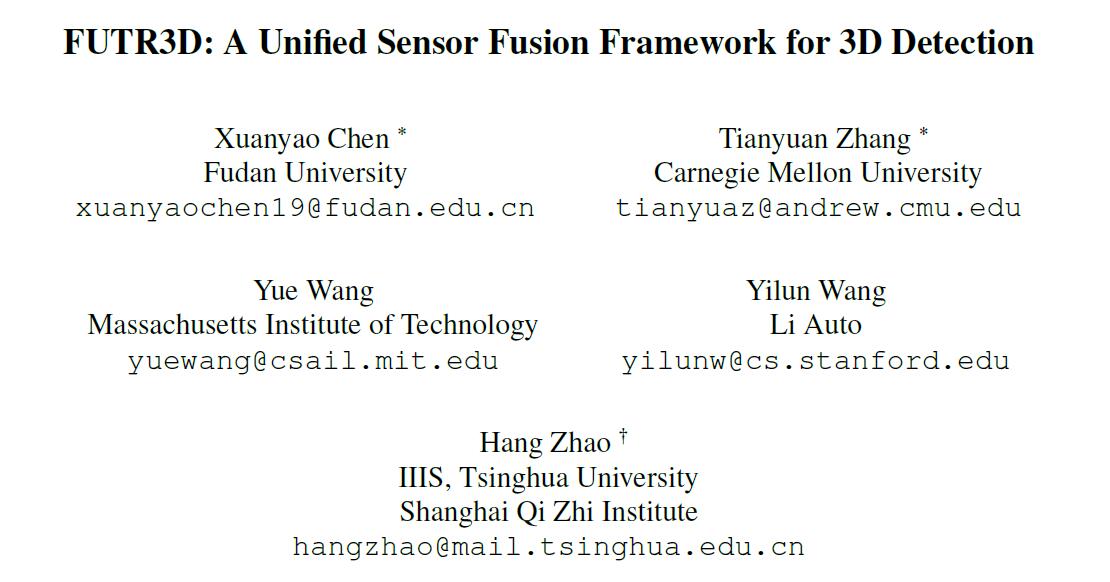 FUTR3D: A Unified Sensor Fusion Framework for 3D Detection
Xuanyao Chen *
Fudan University
xuanyaochen19@fudan.edu.cn
Tianyuan Zhang *
Carnegie Mellon University
tianyuaz@andrew.cmu.edu
Yue Wang
Massachusetts Institute of Technology
yuewang@csail.mit.edu
Yilun Wang
Li Auto
yilunw@cs.stanford.edu
Hang Zhao †
IIIS, Tsinghua University
Shanghai Qi Zhi Institute
hangzhao@mail.tsinghua.edu.cn